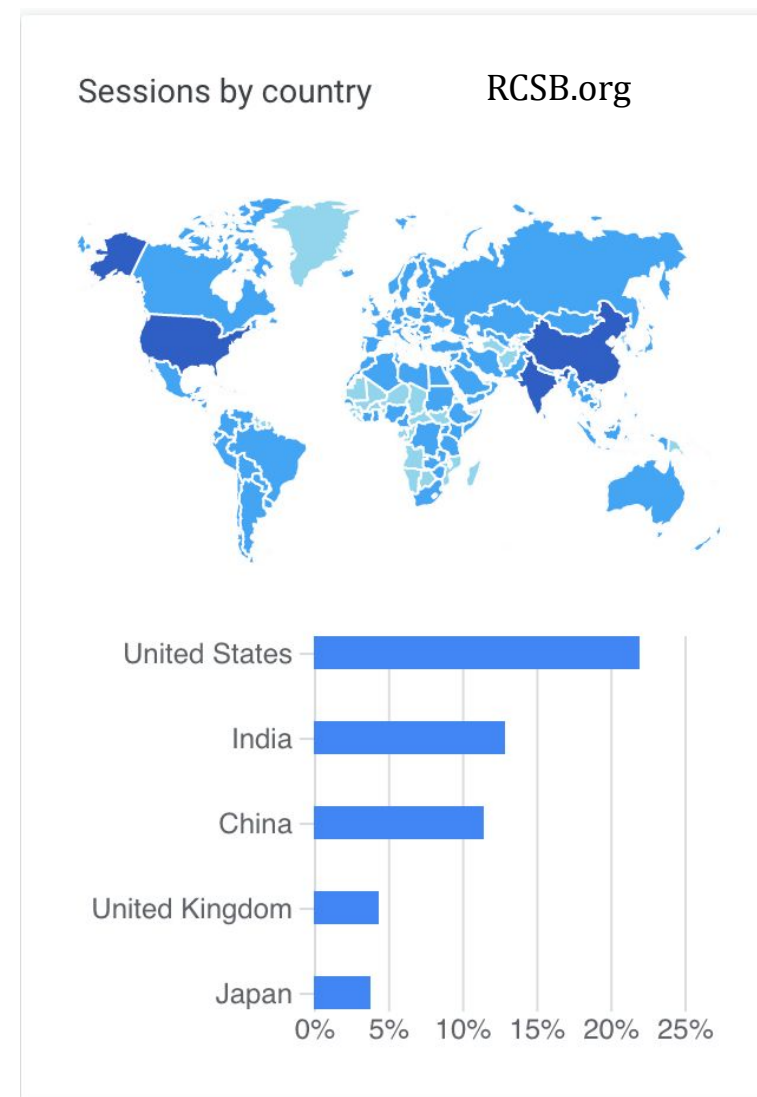 Sessions by country RCSB.org
United States
India
China
United Kingdom
Japan
0% 5% 10% 15% 20% 25%